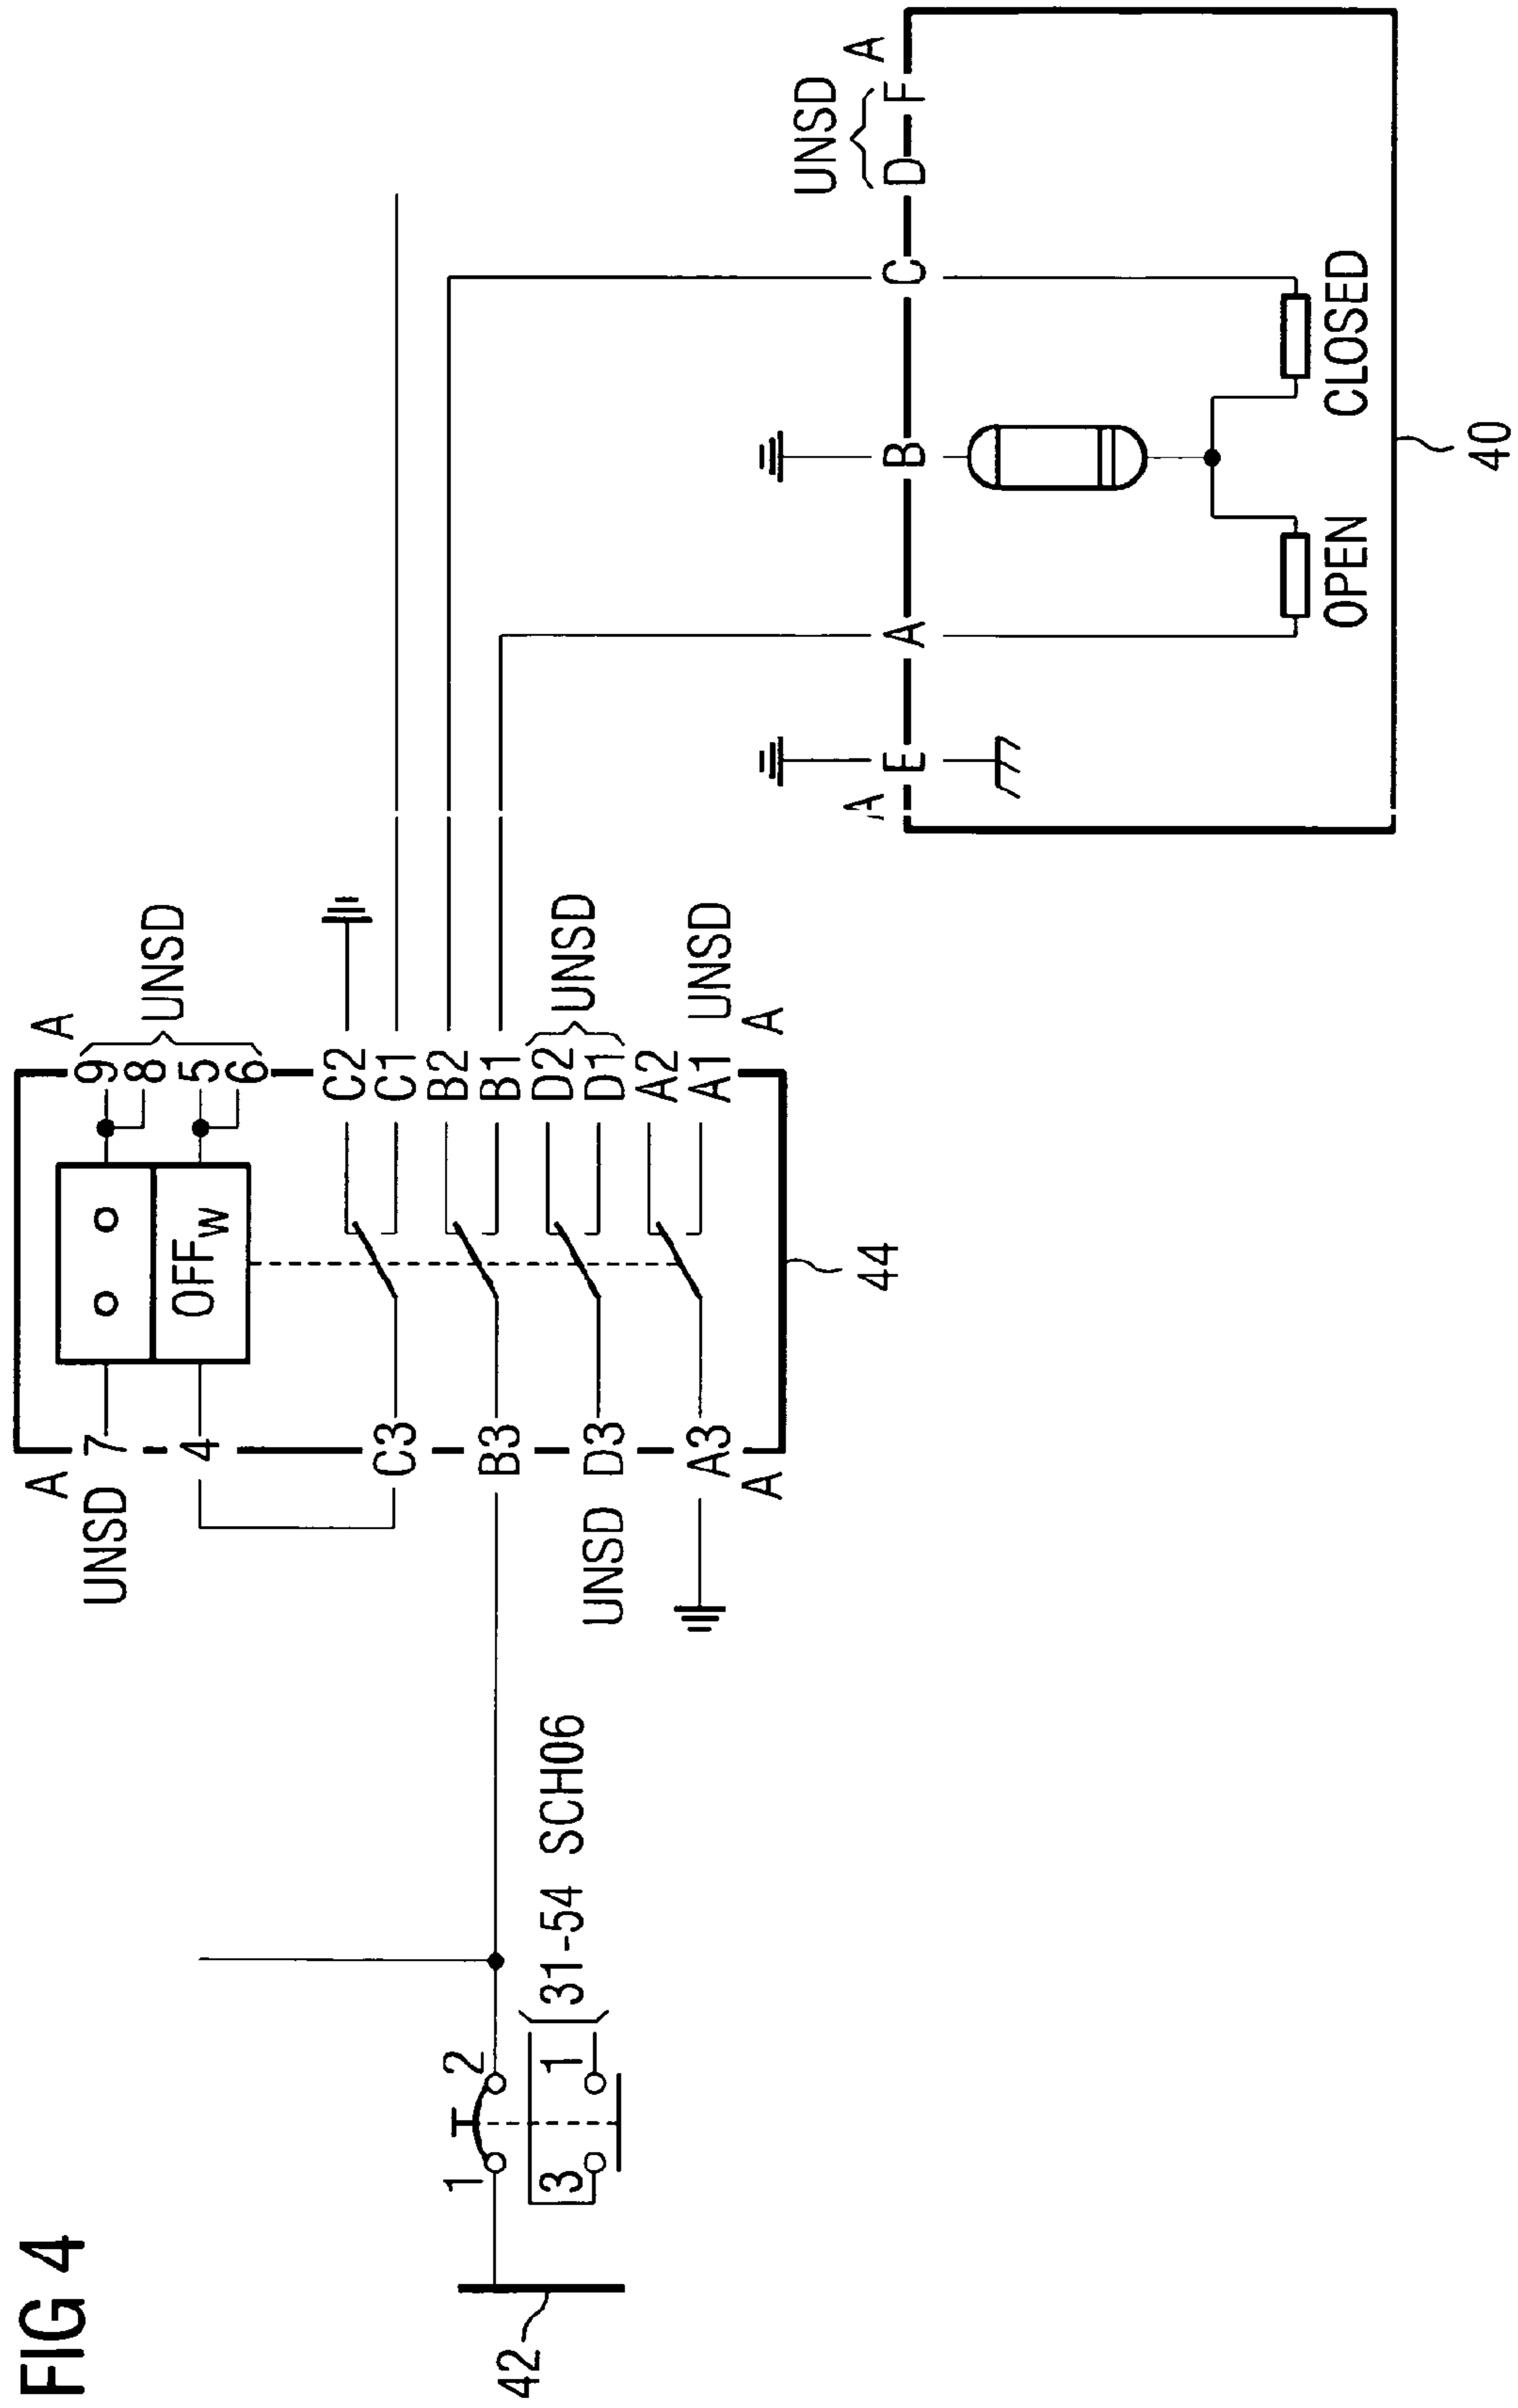 FIG 4
42
1
2
3
1
31-54 SCH06
A
A
UNSD 7
9
8
UNSD
4
OFFW
5
6
C3
C2
C1
B3
B2
B1
UNSD D3
D2
D1
UNSD
A3
A2
A1
UNSD
A
A
44
UNSD
A
E
A
B
C
D
F
A
OPEN
CLOSED
40